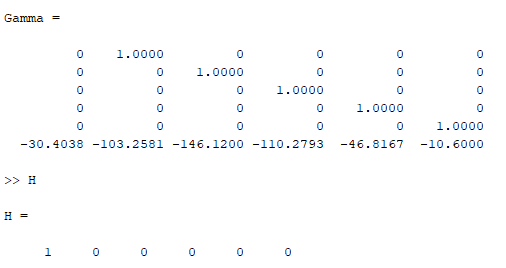 Gamma =
0 1.0000 0 0 0 0
0 0 1.0000 0 0 0
0 0 0 1.0000 0 0
0 0 0 0 1.0000 0
0 0 0 0 0 1.0000
-30.4038 -103.2581 -146.1200 -110.2793 -46.8167 -10.6000
>> H
H =
1 0 0 0 0 0